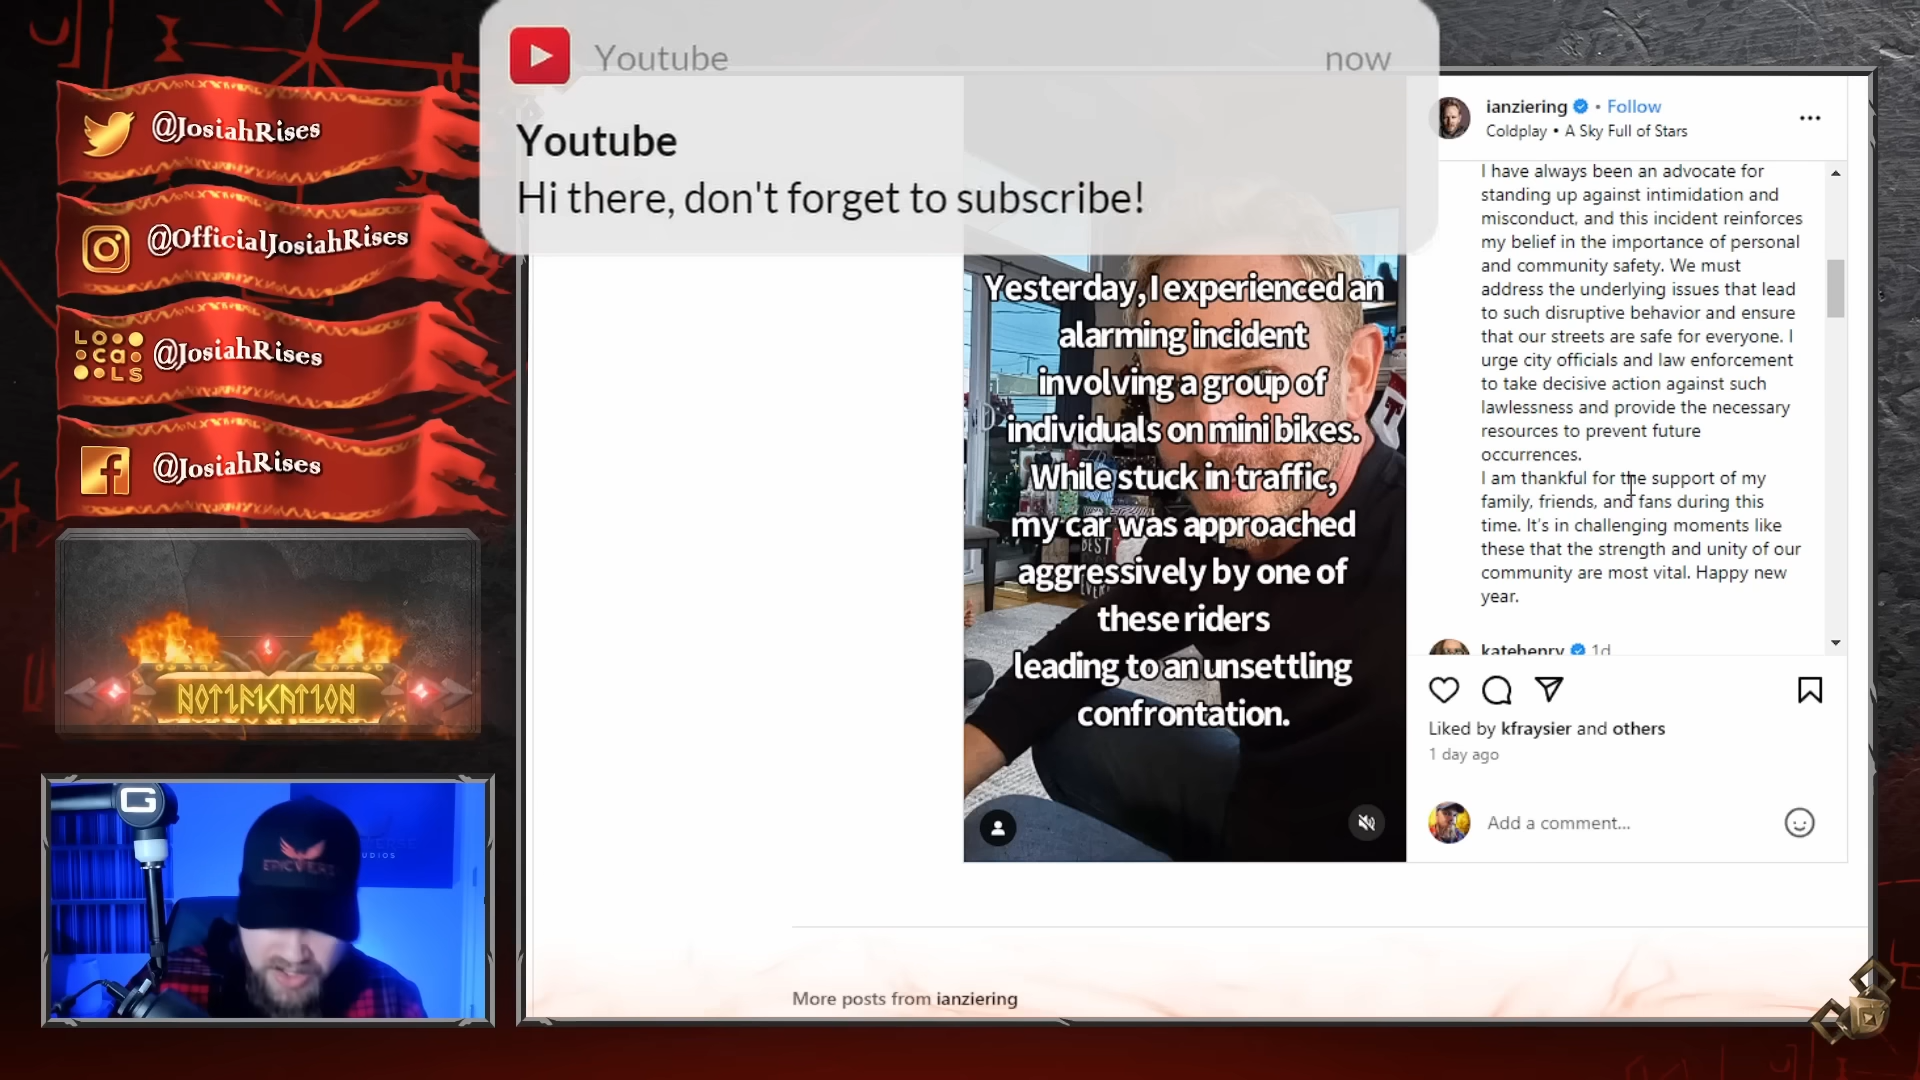 @JosiahRises
@OfficialJosiahRises
LOcaLS
@JosiahRises
@JosiahRises
NOTIFICATION
G
EPICVERS
UDIOS
Youtube
now
Youtube
Hi there, don't forget to subscribe!
Yesterday, I experienced an
alarming incident
involving a group of
individuals on mini bikes.
While stuck in traffic,
my car was approached
aggressively by one of
these riders
leading to an unsettling
confrontation.
BEST
EVER
T
ianziering • Follow
Coldplay • A Sky Full of Stars
I have always been an advocate for
standing up against intimidation and
misconduct, and this incident reinforces
my belief in the importance of personal
and community safety. We must
address the underlying issues that lead
to such disruptive behavior and ensure
that our streets are safe for everyone. I
urge city officials and law enforcement
to take decisive action against such
lawlessness and provide the necessary
resources to prevent future
occurrences.
I am thankful for the support of my
family, friends, and fans during this
time. It's in challenging moments like
these that the strength and unity of our
community are most vital. Happy new
year.
katehenry 1d
Liked by kfraysier and others
1 day ago
Add a comment...
More posts from ianziering